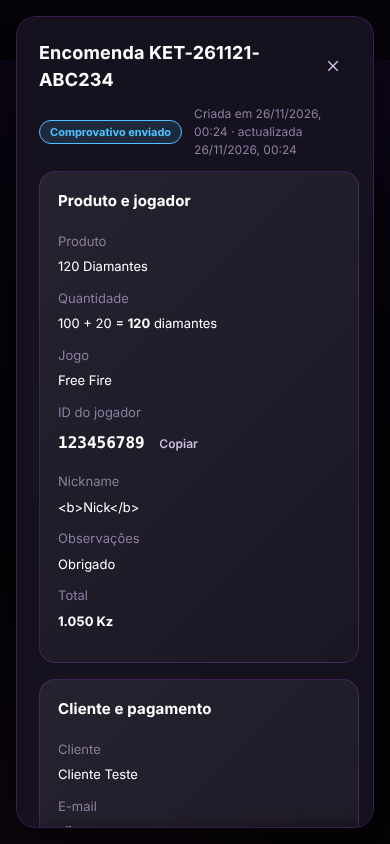 Encomenda KET-261121-
ABC234
Comprovativo enviado
Criada em 26/11/2026,
00:24 · actualizada
26/11/2026, 00:24
Produto e jogador
Produto
120 Diamantes
Quantidade
100 + 20 = 120 diamantes
Jogo
Free Fire
ID do jogador
123456789 Copiar
Nickname
<b>Nick</b>
Observações
Obrigado
Total
1.050 Kz
Cliente e pagamento
Cliente
Cliente Teste
E-mail